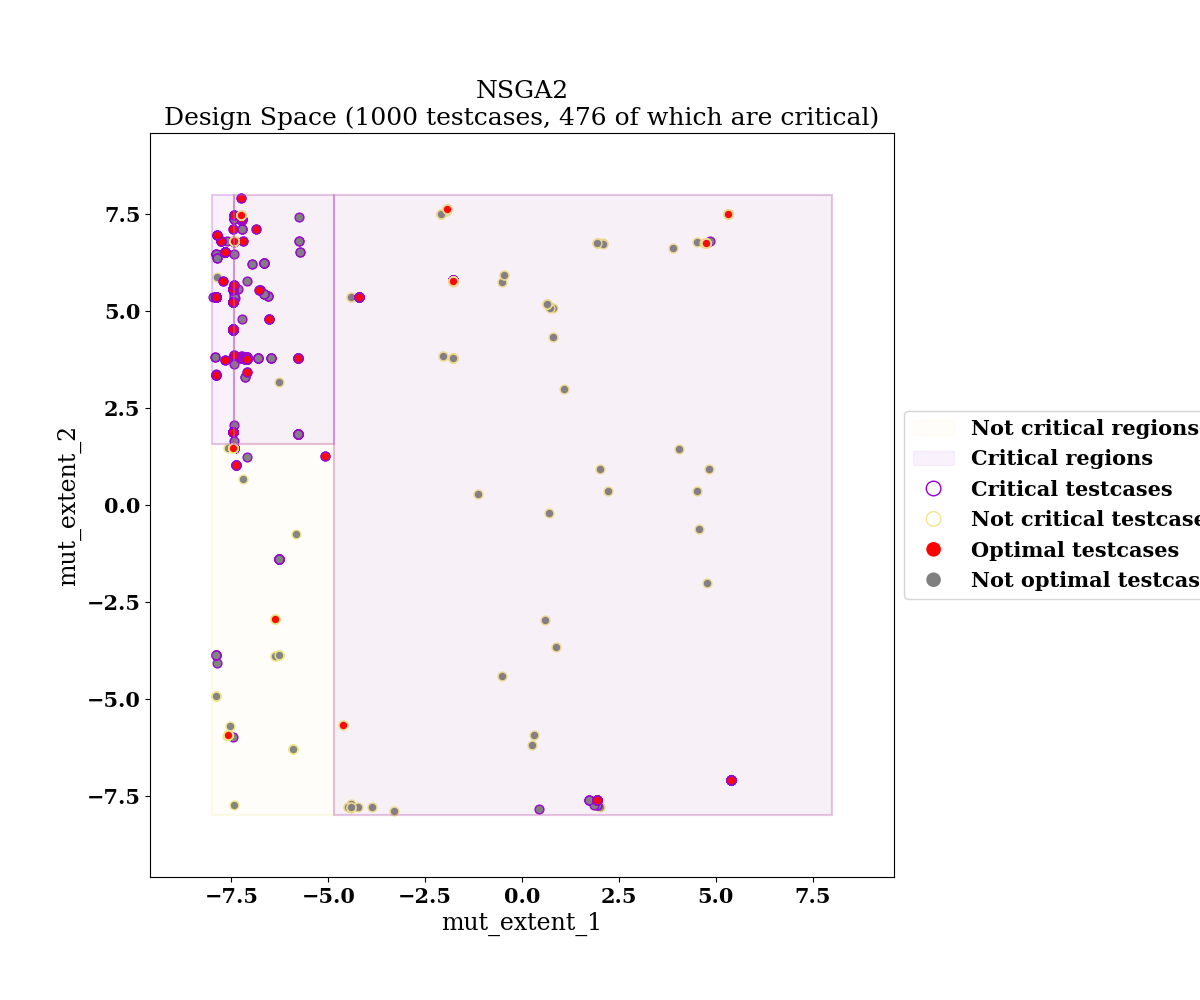 NSGA2
Design Space (1000 testcases, 476 of which are critical)
mut_extent_2
7.5
5.0
2.5
0.0
−2.5
−5.0
−7.5
−7.5
−5.0
−2.5
0.0
2.5
5.0
7.5
mut_extent_1
Not critical regions
Critical regions
Critical testcases
Not critical testcase
Optimal testcases
Not optimal testcas